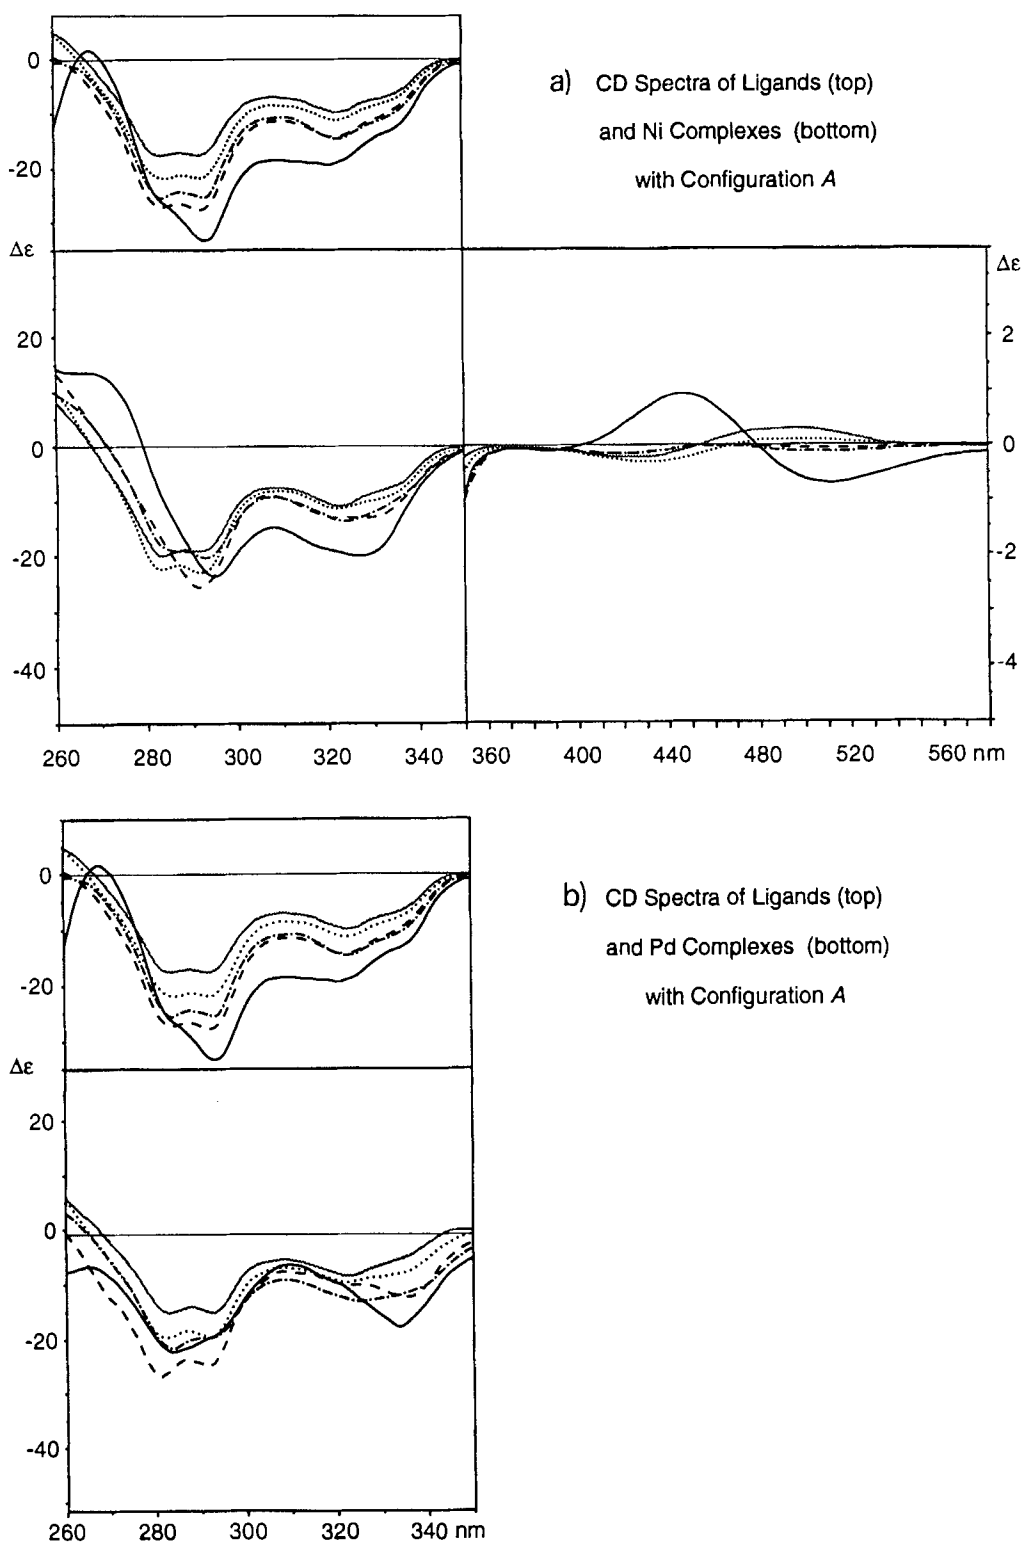 0
-20
Δε
a) CD Spectra of Ligands (top)
and Ni Complexes (bottom)
with Configuration A
Δε
20
0
-20
-40
2
0
-2
-4
260 280 300 320 340 360 400 440 480 520 560 nm
0
-20
Δε
b) CD Spectra of Ligands (top)
and Pd Complexes (bottom)
with Configuration A
20
0
-20
-40
260 280 300 320 340 nm